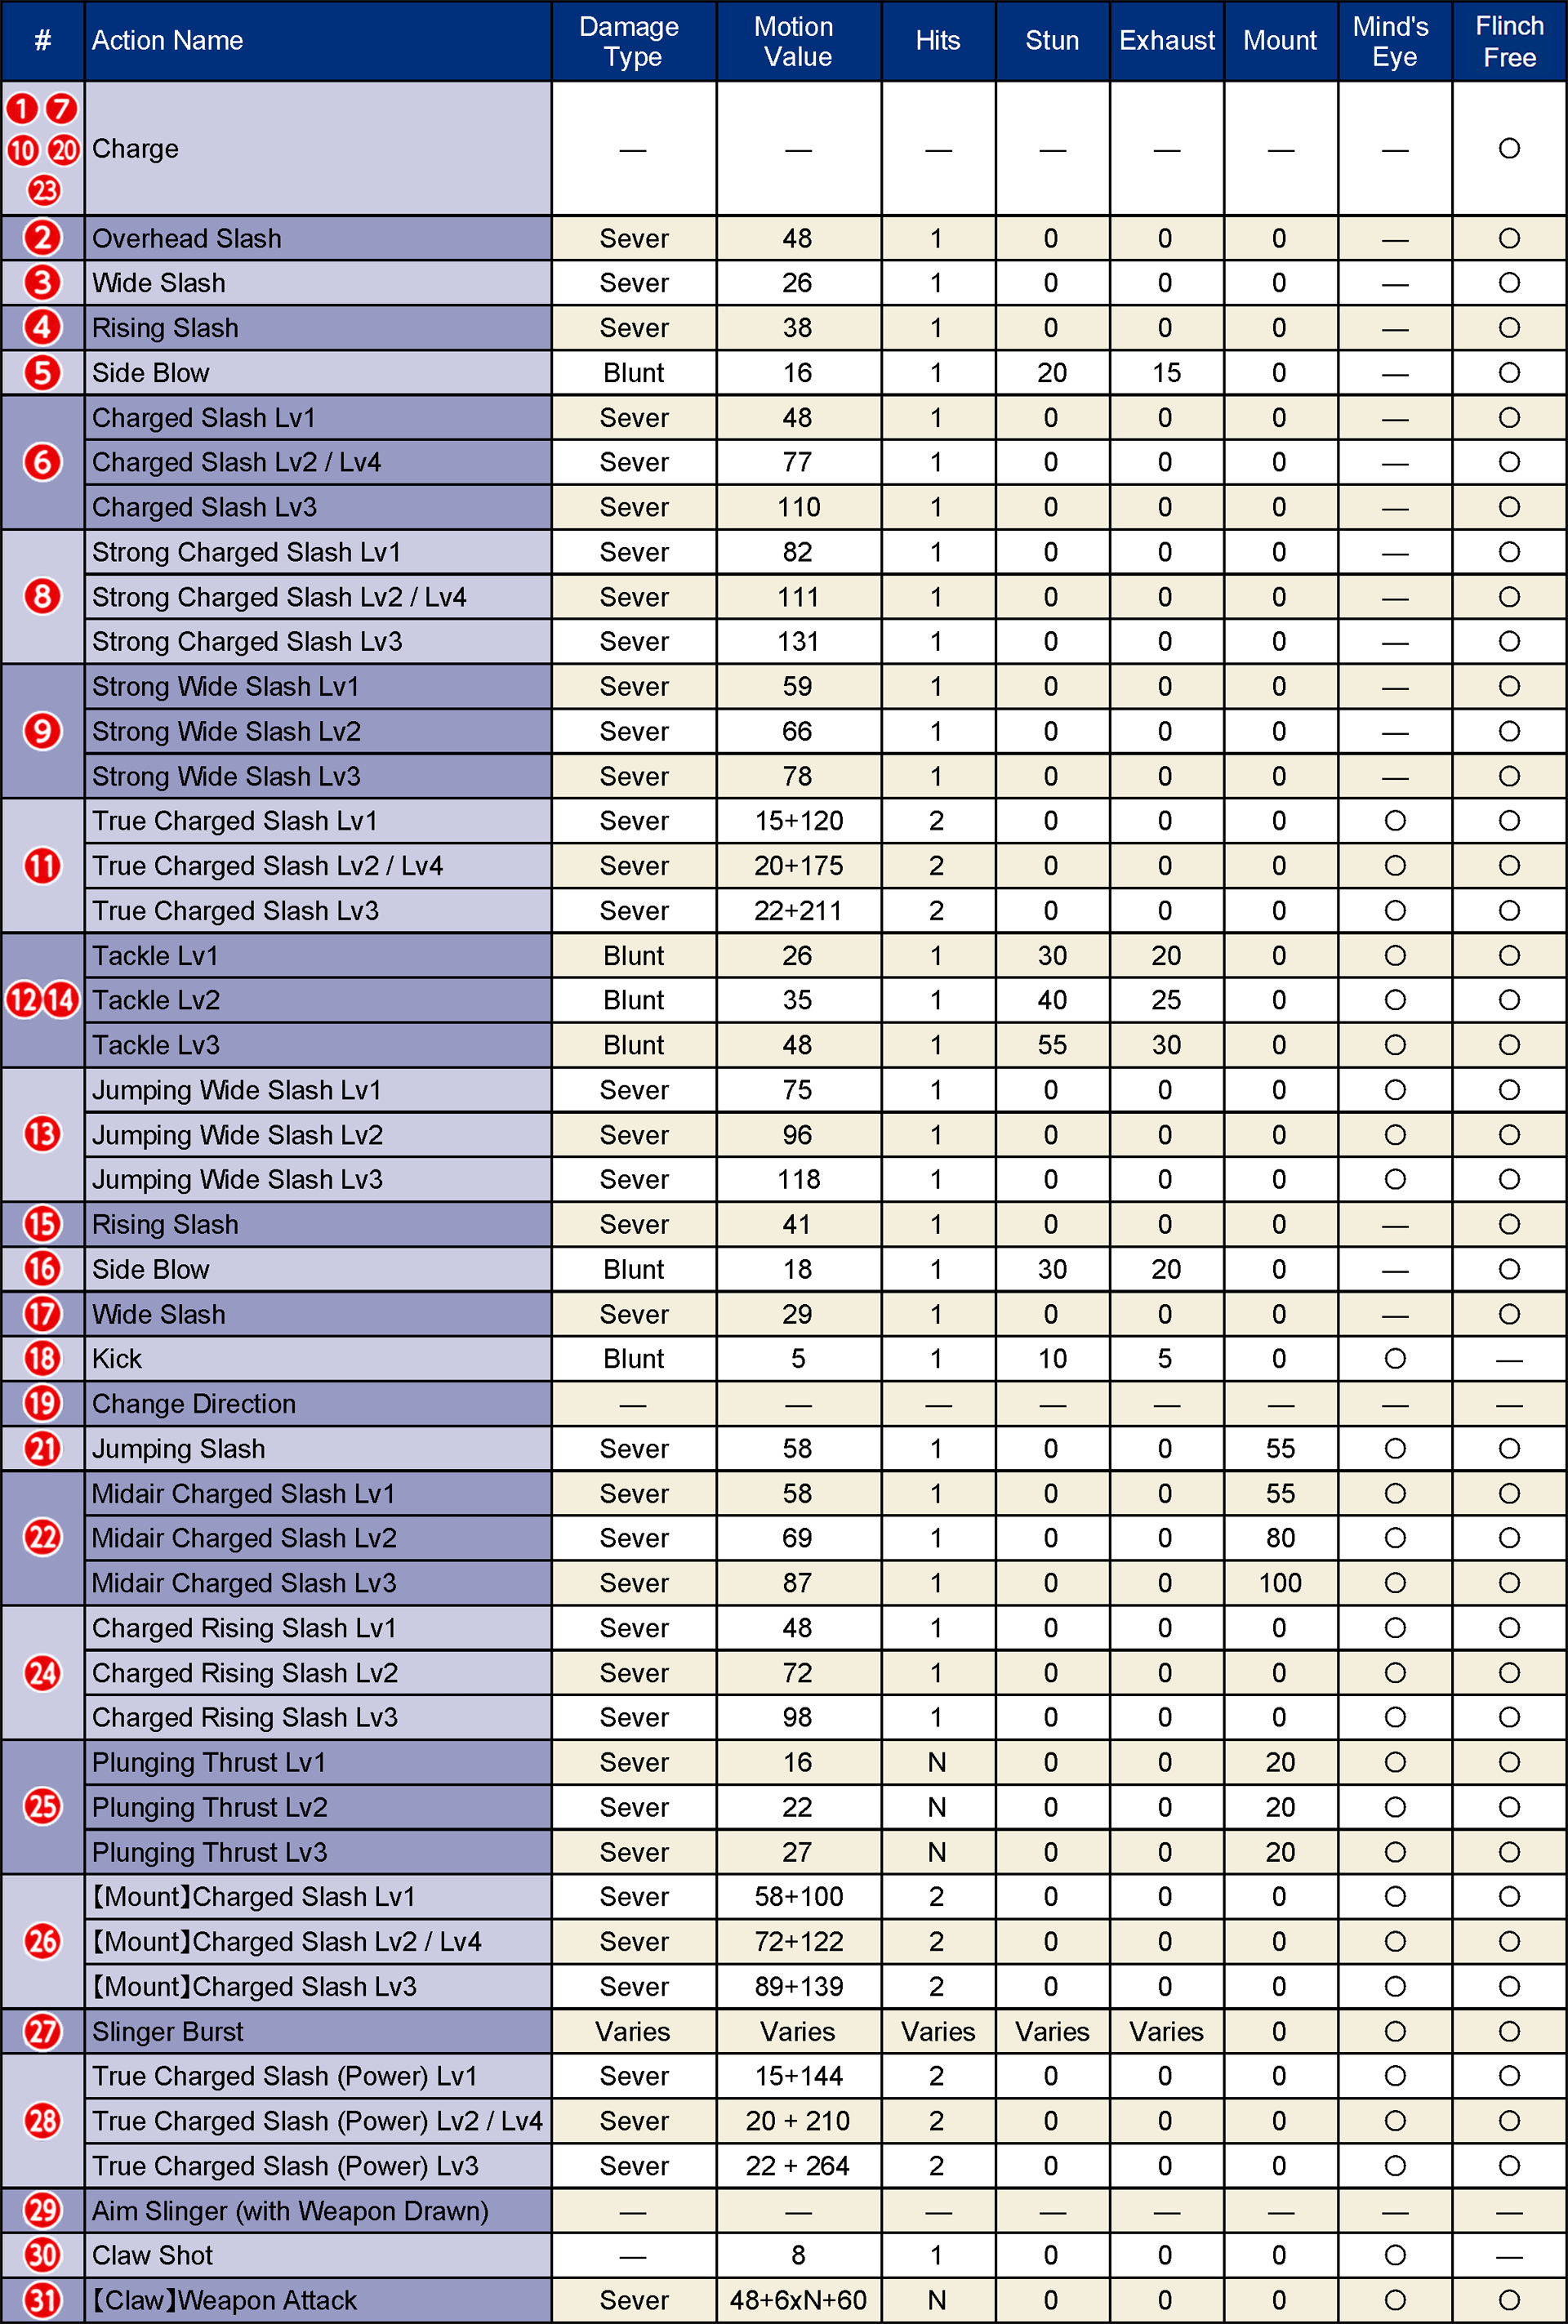 # Action Name Damage Type Motion Value Hits Stun Exhaust Mount Mind's Eye Flinch Free
1 7 10 20 23 Charge — — — — — — — ○
2 Overhead Slash Sever 48 1 0 0 0 — ○
3 Wide Slash Sever 26 1 0 0 0 — ○
4 Rising Slash Sever 38 1 0 0 0 — ○
5 Side Blow Blunt 16 1 20 15 0 — ○
6 Charged Slash Lv1 Sever 48 1 0 0 0 — ○
Charged Slash Lv2 / Lv4 Sever 77 1 0 0 0 — ○
Charged Slash Lv3 Sever 110 1 0 0 0 — ○
8 Strong Charged Slash Lv1 Sever 82 1 0 0 0 — ○
Strong Charged Slash Lv2 / Lv4 Sever 111 1 0 0 0 — ○
Strong Charged Slash Lv3 Sever 131 1 0 0 0 — ○
9 Strong Wide Slash Lv1 Sever 59 1 0 0 0 — ○
Strong Wide Slash Lv2 Sever 66 1 0 0 0 — ○
Strong Wide Slash Lv3 Sever 78 1 0 0 0 — ○
11 True Charged Slash Lv1 Sever 15+120 2 0 0 0 ○ ○
True Charged Slash Lv2 / Lv4 Sever 20+175 2 0 0 0 ○ ○
True Charged Slash Lv3 Sever 22+211 2 0 0 0 ○ ○
12 14 Tackle Lv1 Blunt 26 1 30 20 0 ○ ○
Tackle Lv2 Blunt 35 1 40 25 0 ○ ○
Tackle Lv3 Blunt 48 1 55 30 0 ○ ○
13 Jumping Wide Slash Lv1 Sever 75 1 0 0 0 ○ ○
Jumping Wide Slash Lv2 Sever 96 1 0 0 0 ○ ○
Jumping Wide Slash Lv3 Sever 118 1 0 0 0 ○ ○
15 Rising Slash Sever 41 1 0 0 0 — ○
16 Side Blow Blunt 18 1 30 20 0 — ○
17 Wide Slash Sever 29 1 0 0 0 — ○
18 Kick Blunt 5 1 10 5 0 ○ —
19 Change Direction — — — — — — — —
21 Jumping Slash Sever 58 1 0 0 55 ○ ○
22 Midair Charged Slash Lv1 Sever 58 1 0 0 55 ○ ○
Midair Charged Slash Lv2 Sever 69 1 0 0 80 ○ ○
Midair Charged Slash Lv3 Sever 87 1 0 0 100 ○ ○
24 Charged Rising Slash Lv1 Sever 48 1 0 0 0 ○ ○
Charged Rising Slash Lv2 Sever 72 1 0 0 0 ○ ○
Charged Rising Slash Lv3 Sever 98 1 0 0 0 ○ ○
25 Plunging Thrust Lv1 Sever 16 N 0 0 20 ○ ○
Plunging Thrust Lv2 Sever 22 N 0 0 20 ○ ○
Plunging Thrust Lv3 Sever 27 N 0 0 20 ○ ○
26 【Mount】Charged Slash Lv1 Sever 58+100 2 0 0 0 ○ ○
【Mount】Charged Slash Lv2 / Lv4 Sever 72+122 2 0 0 0 ○ ○
【Mount】Charged Slash Lv3 Sever 89+139 2 0 0 0 ○ ○
27 Slinger Burst Varies Varies Varies Varies Varies 0 ○ ○
28 True Charged Slash (Power) Lv1 Sever 15+144 2 0 0 0 ○ ○
True Charged Slash (Power) Lv2 / Lv4 Sever 20 + 210 2 0 0 0 ○ ○
True Charged Slash (Power) Lv3 Sever 22 + 264 2 0 0 0 ○ ○
29 Aim Slinger (with Weapon Drawn) — — — — — — — —
30 Claw Shot — 8 1 0 0 0 ○ —
31 【Claw】Weapon Attack Sever 48+6xN+60 N 0 0 0 ○ ○